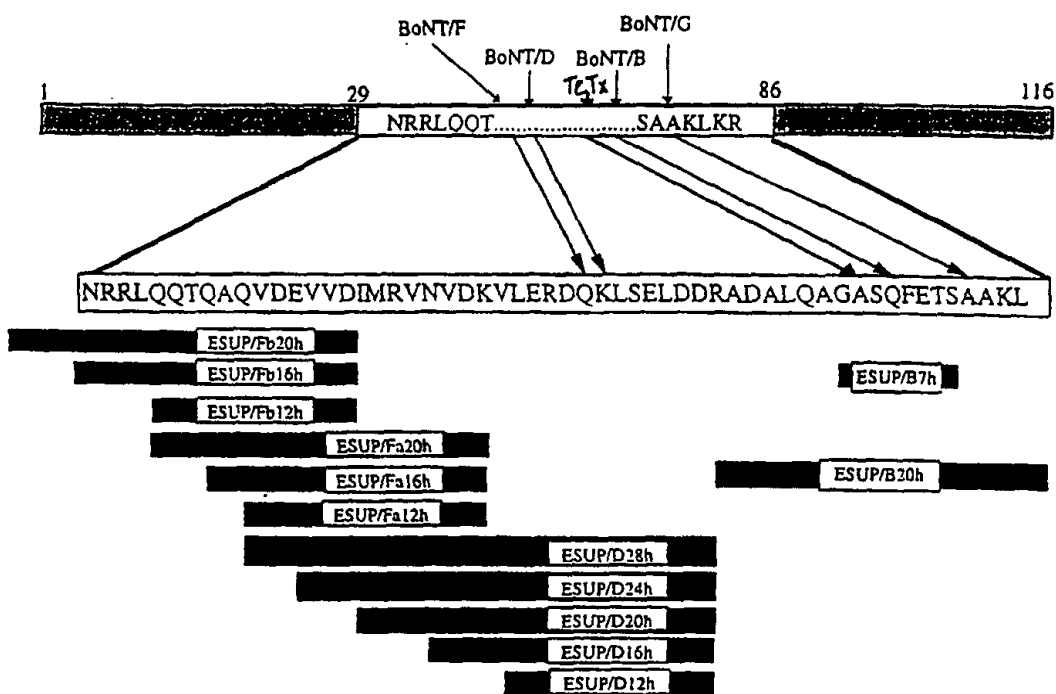 BoNT/G
BoNT/F
BoNT/D BoNT/B
TeTx
1 29 86 116
NRRLQQT......................SAAKLKR
NRRLQQTQAQVDEVVDIMRVNVDKVLERDQKLSELDDRADALQAGASQFETSAAKL
ESUP/Fb20h
ESUP/Fb16h ESUP/B7h
ESUP/Fb12h
ESUP/Fa20h
ESUP/Fa16h ESUP/B20h
ESUP/Fa12h
ESUP/D28h
ESUP/D24h
ESUP/D20h
ESUP/D16h
ESUP/D12h